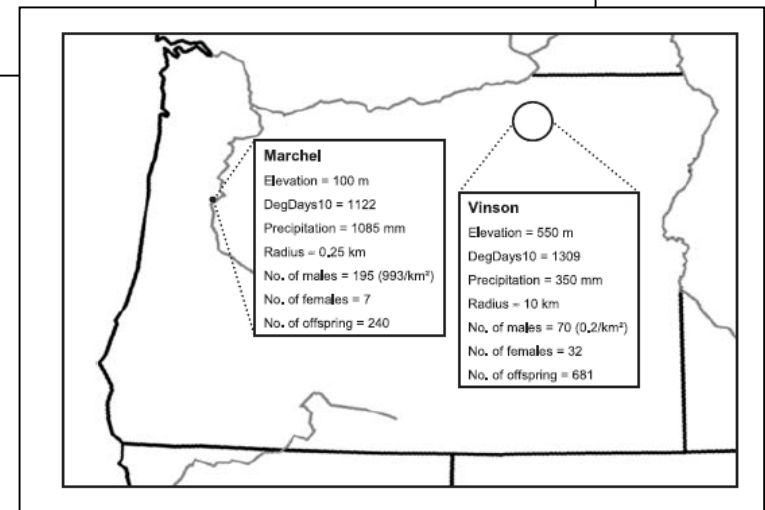 Marchel
Elevation = 100 m
DegDays10 = 1122
Precipitation = 1085 mm
Radius = 0.25 km
No. of males = 195 (993/km²)
No. of females = 7
No. of offspring = 240
Vinson
Elevation = 550 m
DegDays10 = 1309
Precipitation = 350 mm
Radius = 10 km
No. of males = 70 (0.2/km²)
No. of females = 32
No. of offspring = 681